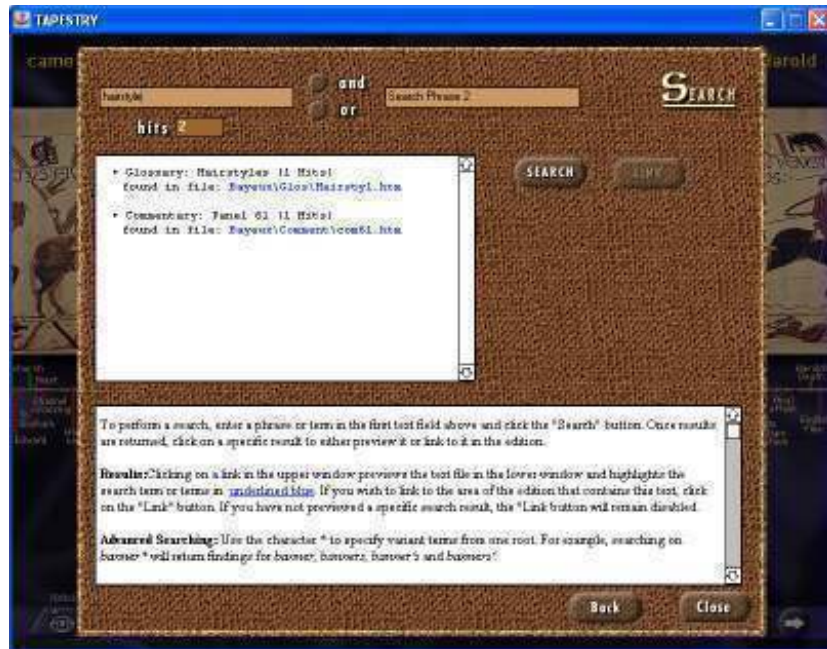 TAPESTRY
came
and
or
Search Phrase 2
SEARCH
arold
hits 2
• Glossary: Hairstyles (1 Hits)
found in file: Bayeux\Glos\Hairstyl.htm
• Commentary: Panel 61 (1 Hits)
found in file: Bayeux\Comment\com61.htm
SEARCH
LINK
To perform a search, enter a phrase or term in the first text field above and click the "Search" button. Once results
are returned, click on a specific result to either preview it or link to it in the edition.
Results: Clicking on a link in the upper window previews the text file in the lower window and highlights the
search term or terms in underlined blue. If you wish to link to the area of the edition that contains this text, click
on the "Link" button. If you have not previewed a specific search result, the "Link button will remain disabled.
Advanced Searching: Use the character * to specify variant terms from one root. For example, searching on
banner * will return findings for banner, banners, banner's and banners'.
Back
Close